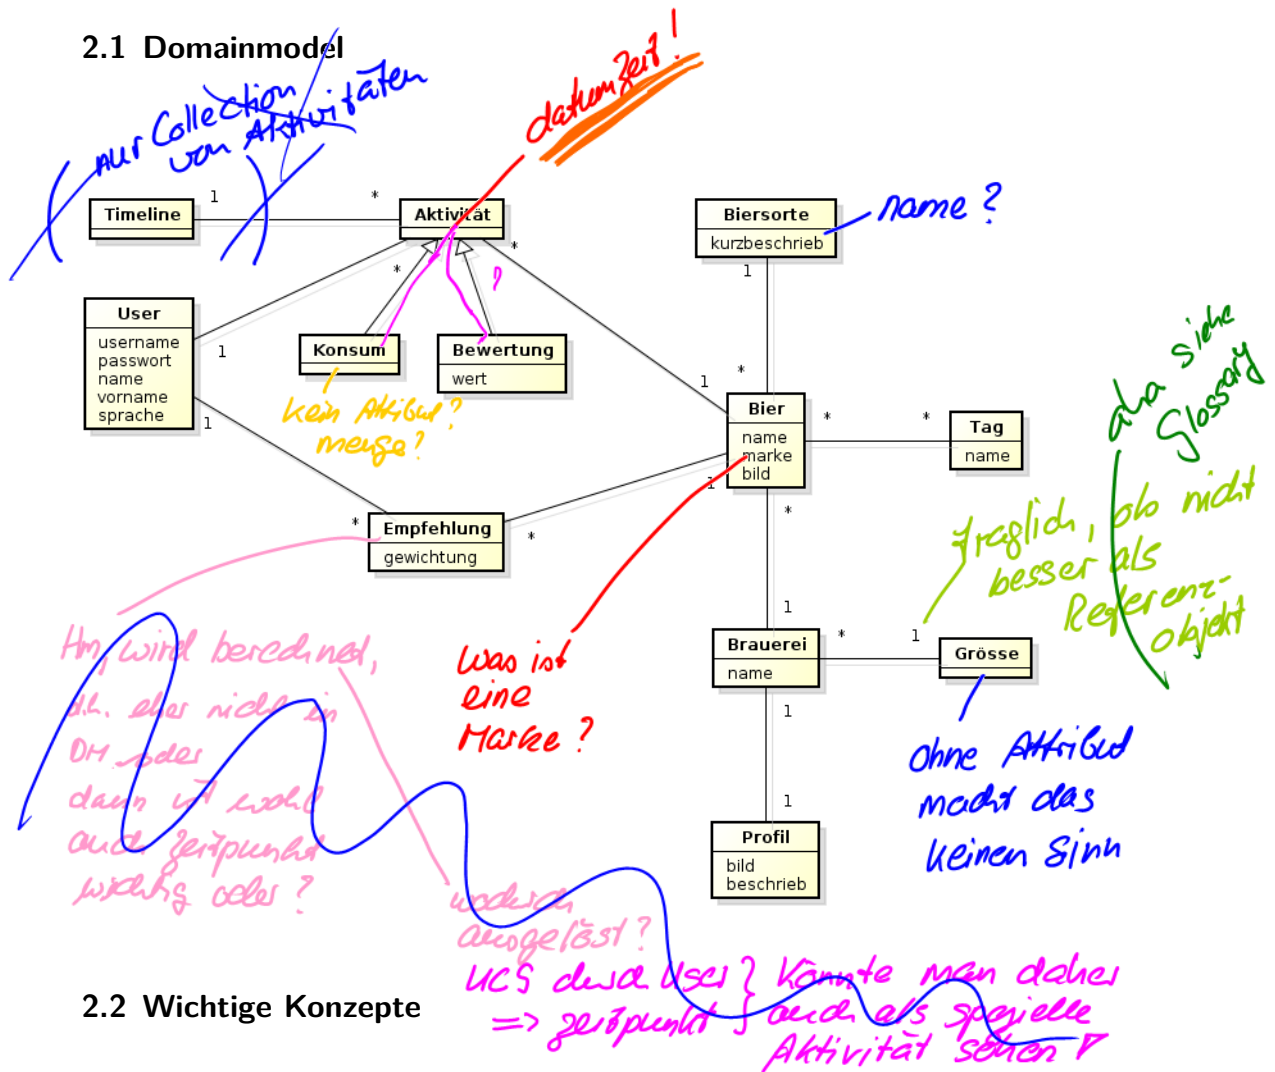 2.1 Domainmodel
datumzeit!
nur Collection
von Aktivitäten
1
*
Timeline
Aktivität
*
*
Biersorte
kurzbeschrieb
name?
1
?
User
username
passwort
name
vorname
sprache
1
1
Konsum
Bewertung
wert
kein Attribut?
menge?
*
1
Bier
name
marke
bild
1
*
*
*
Tag
name
aha siehe
Glossary
fraglich, ob nicht
besser als
Referenz-
objekt
*
Empfehlung
gewichtung
*
1
Brauerei
name
*
1
Grösse
1
1
Profil
bild
beschrieb
Hm, wird berechnet,
d.h. eher nicht in
DM oder
dann ist wohl
auch Zeitpunkt
wichtig oder?
Was ist
eine
Marke?
ohne Attribut
macht das
keinen Sinn
wodurch
ausgelöst?
UC5 durch User
=> Zeitpunkt
Könnte man daher
auch als spezielle
Aktivität sehen
2.2 Wichtige Konzepte